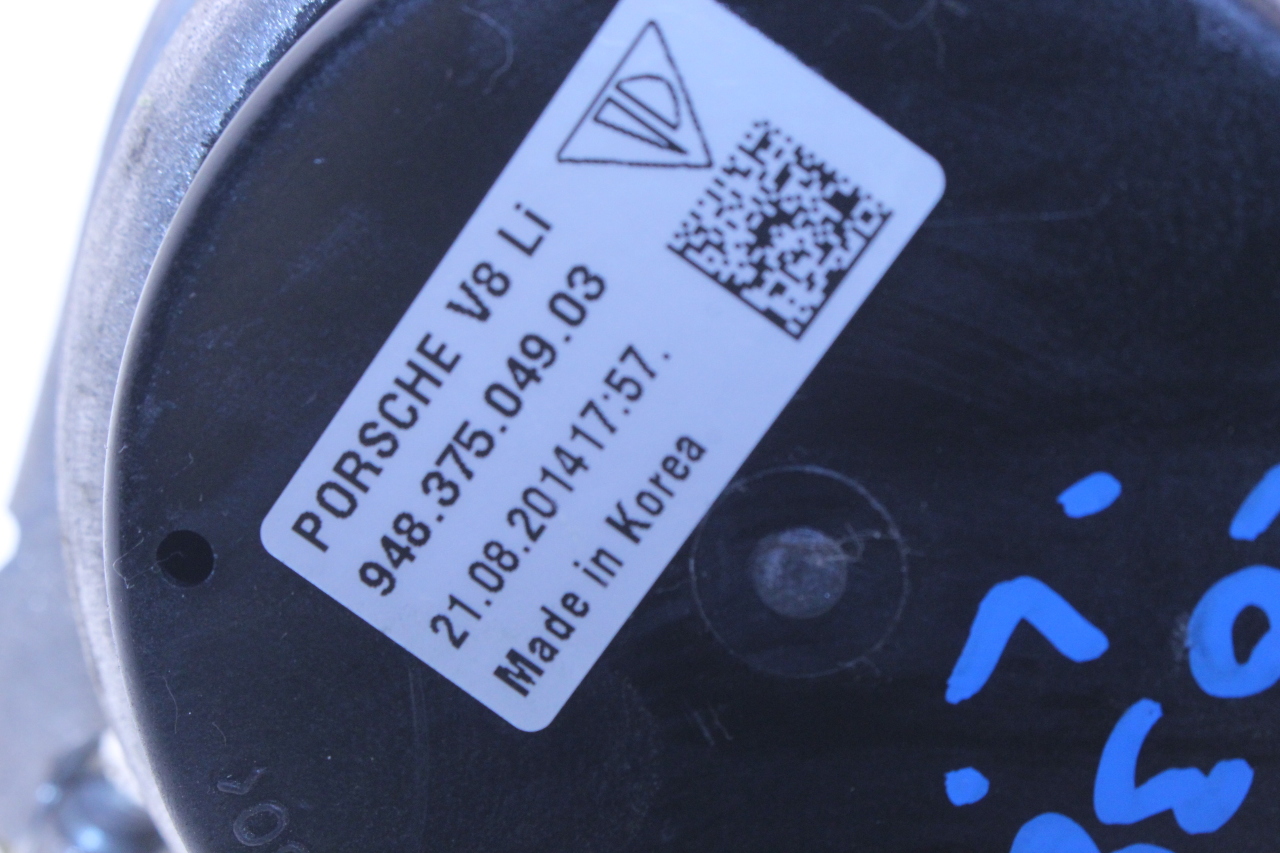 PORSCHE V8 Li
948.375.049.03
21.08.201417:57.
Made in Korea